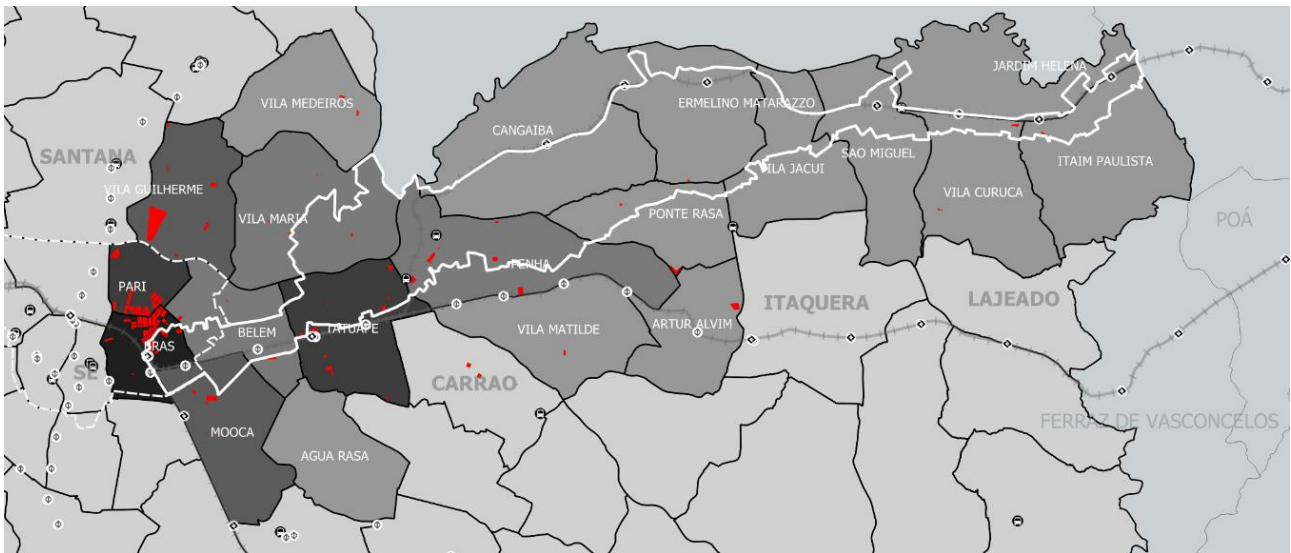 JARDIM HELENA
VILA MEDEIROS
ERMELINO MATARAZZO
CANGAIBA
SANTANA
SAO MIGUEL
ITAIM PAULISTA
VILA JACUI
VILA GUILHERME
VILA CURUCA
VILA MARIA
PONTE RASA
POÁ
PENHA
PARI
ITAQUERA
LAJEADO
BELEM
TATUAPE
VILA MATILDE
ARTUR ALVIM
BRAS
SE
CARRAO
FERRAZ DE VASCONCELOS
MOOCA
AGUA RASA